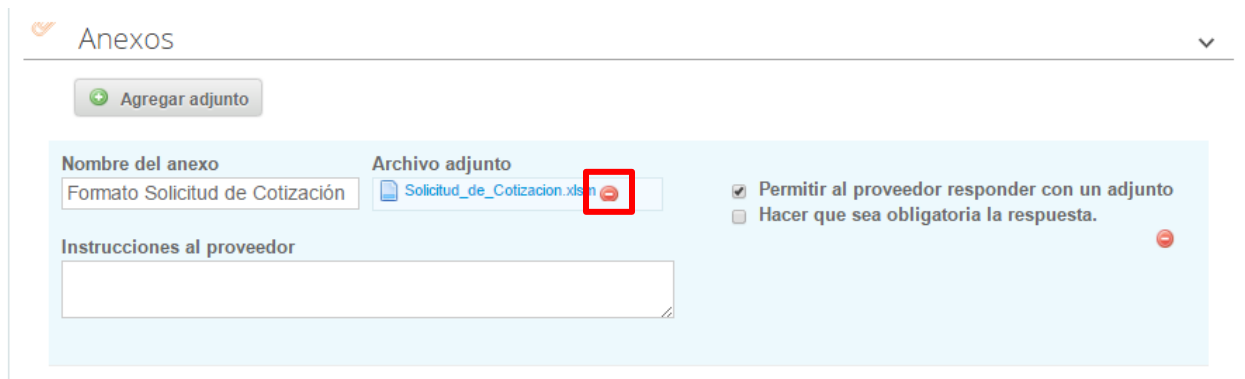 Anexos
Agregar adjunto
Nombre del anexo
Archivo adjunto
Formato Solicitud de Cotización
Solicitud_de_Cotizacion.xlsm
Permitir al proveedor responder con un adjunto
Hacer que sea obligatoria la respuesta.
Instrucciones al proveedor